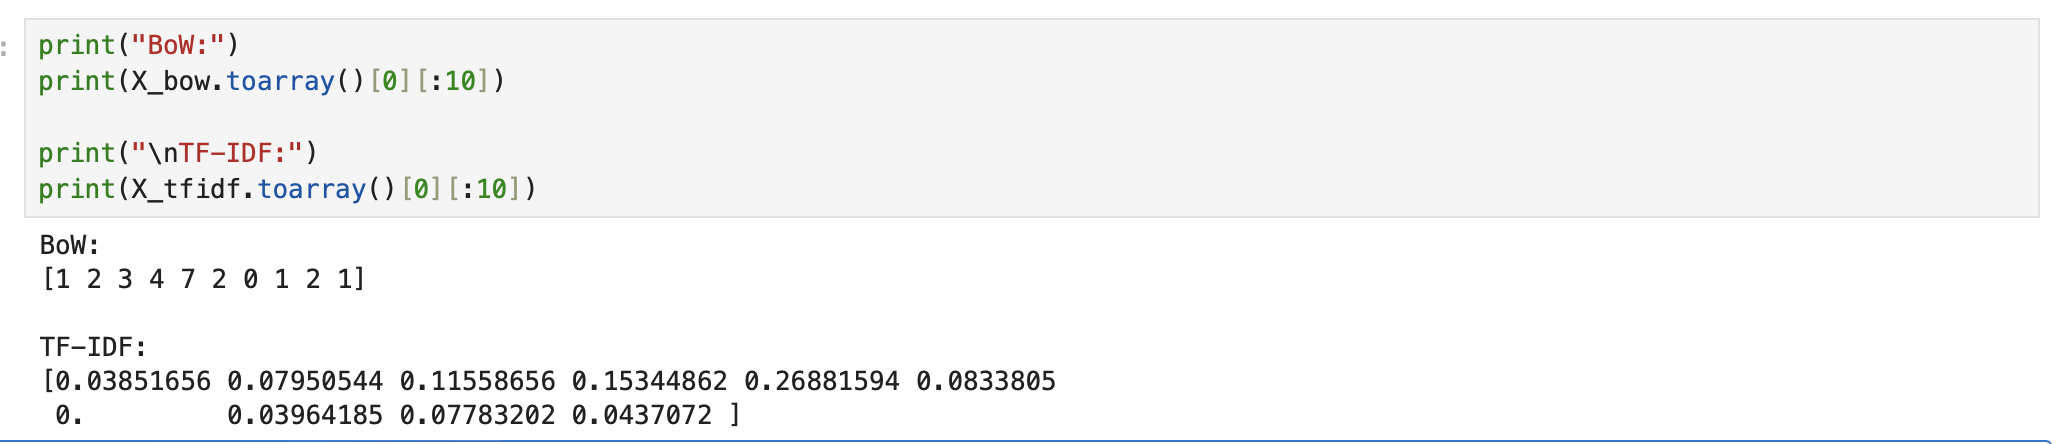 :
print("BoW:")
print(X_bow.toarray()[0][:10])
print("\nTF-IDF:")
print(X_tfidf.toarray()[0][:10])
BoW:
[1 2 3 4 7 2 0 1 2 1]
TF-IDF:
[0.03851656 0.07950544 0.11558656 0.15344862 0.26881594 0.0833805
0.         0.03964185 0.07783202 0.0437072 ]